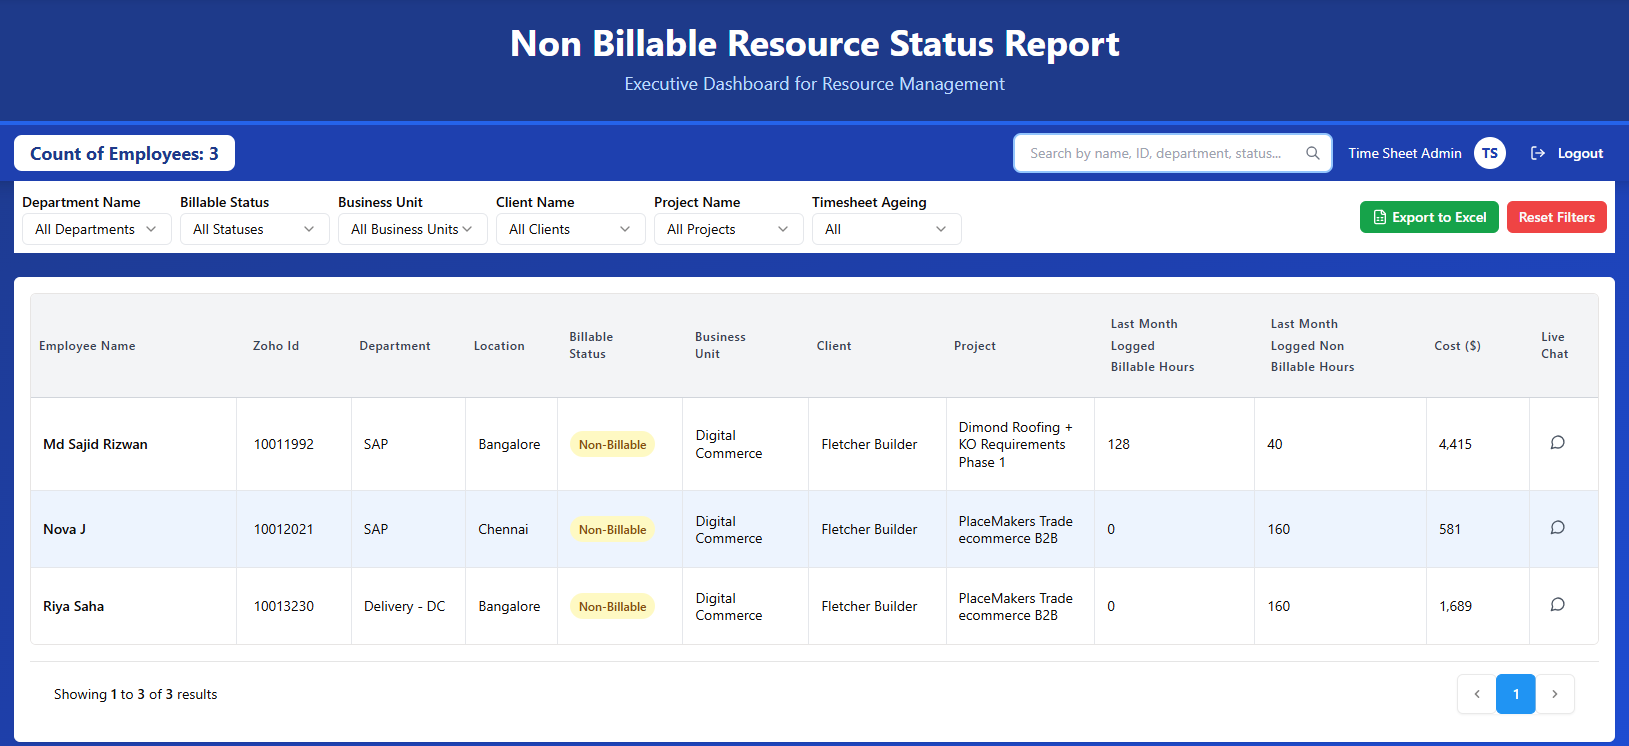 Non Billable Resource Status Report
Executive Dashboard for Resource Management
Count of Employees: 3
Search by name, ID, department, status...
Time Sheet Admin
TS
Logout
Department Name
Billable Status
Business Unit
Client Name
Project Name
Timesheet Ageing
All Departments
All Statuses
All Business Units
All Clients
All Projects
All
Export to Excel
Reset Filters
Employee Name
Zoho Id
Department
Location
Billable
Status
Business
Unit
Client
Project
Last Month
Logged
Billable Hours
Last Month
Logged Non
Billable Hours
Cost ($)
Live
Chat
Md Sajid Rizwan
10011992
SAP
Bangalore
Non-Billable
Digital
Commerce
Fletcher Builder
Dimond Roofing +
KO Requirements
Phase 1
128
40
4,415
Nova J
10012021
SAP
Chennai
Non-Billable
Digital
Commerce
Fletcher Builder
PlaceMakers Trade
ecommerce B2B
0
160
581
Riya Saha
10013230
Delivery - DC
Bangalore
Non-Billable
Digital
Commerce
Fletcher Builder
PlaceMakers Trade
ecommerce B2B
0
160
1,689
Showing 1 to 3 of 3 results
1